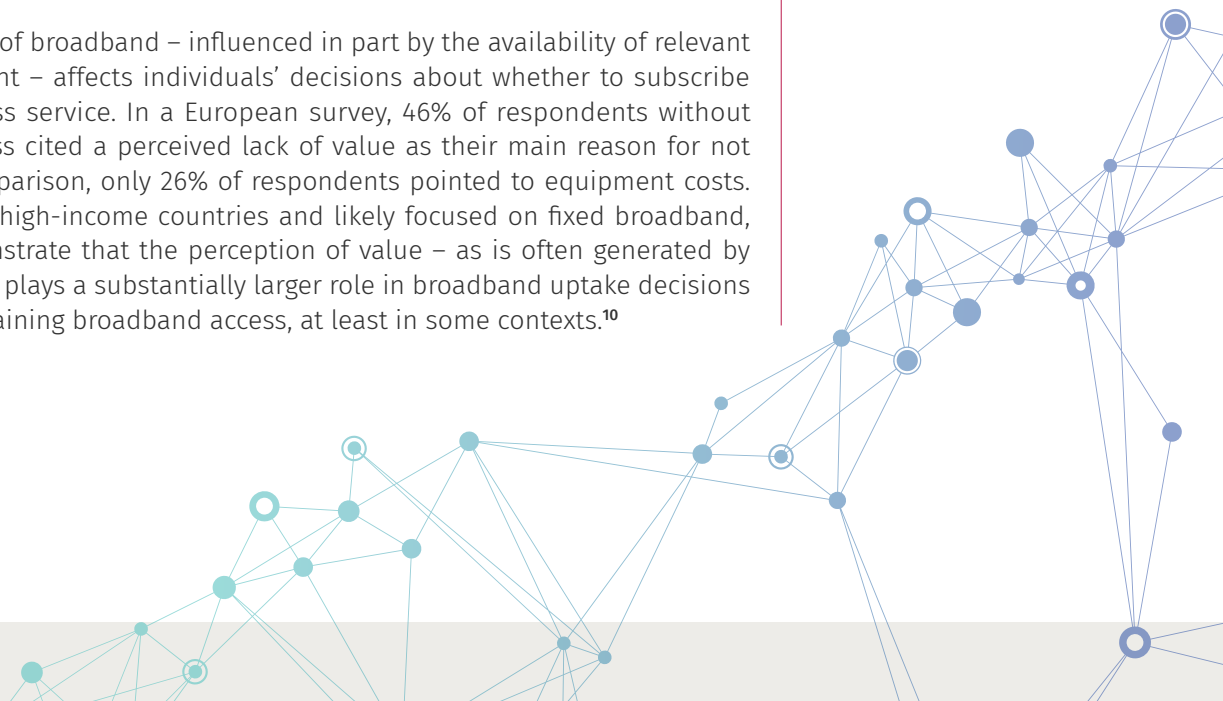 of broadband – influenced in part by the availability of relevant
nt – affects individuals’ decisions about whether to subscribe
ss service. In a European survey, 46% of respondents without
ss cited a perceived lack of value as their main reason for not
parison, only 26% of respondents pointed to equipment costs.
high-income countries and likely focused on fixed broadband,
nstrate that the perception of value – as is often generated by
plays a substantially larger role in broadband uptake decisions
aining broadband access, at least in some contexts.10